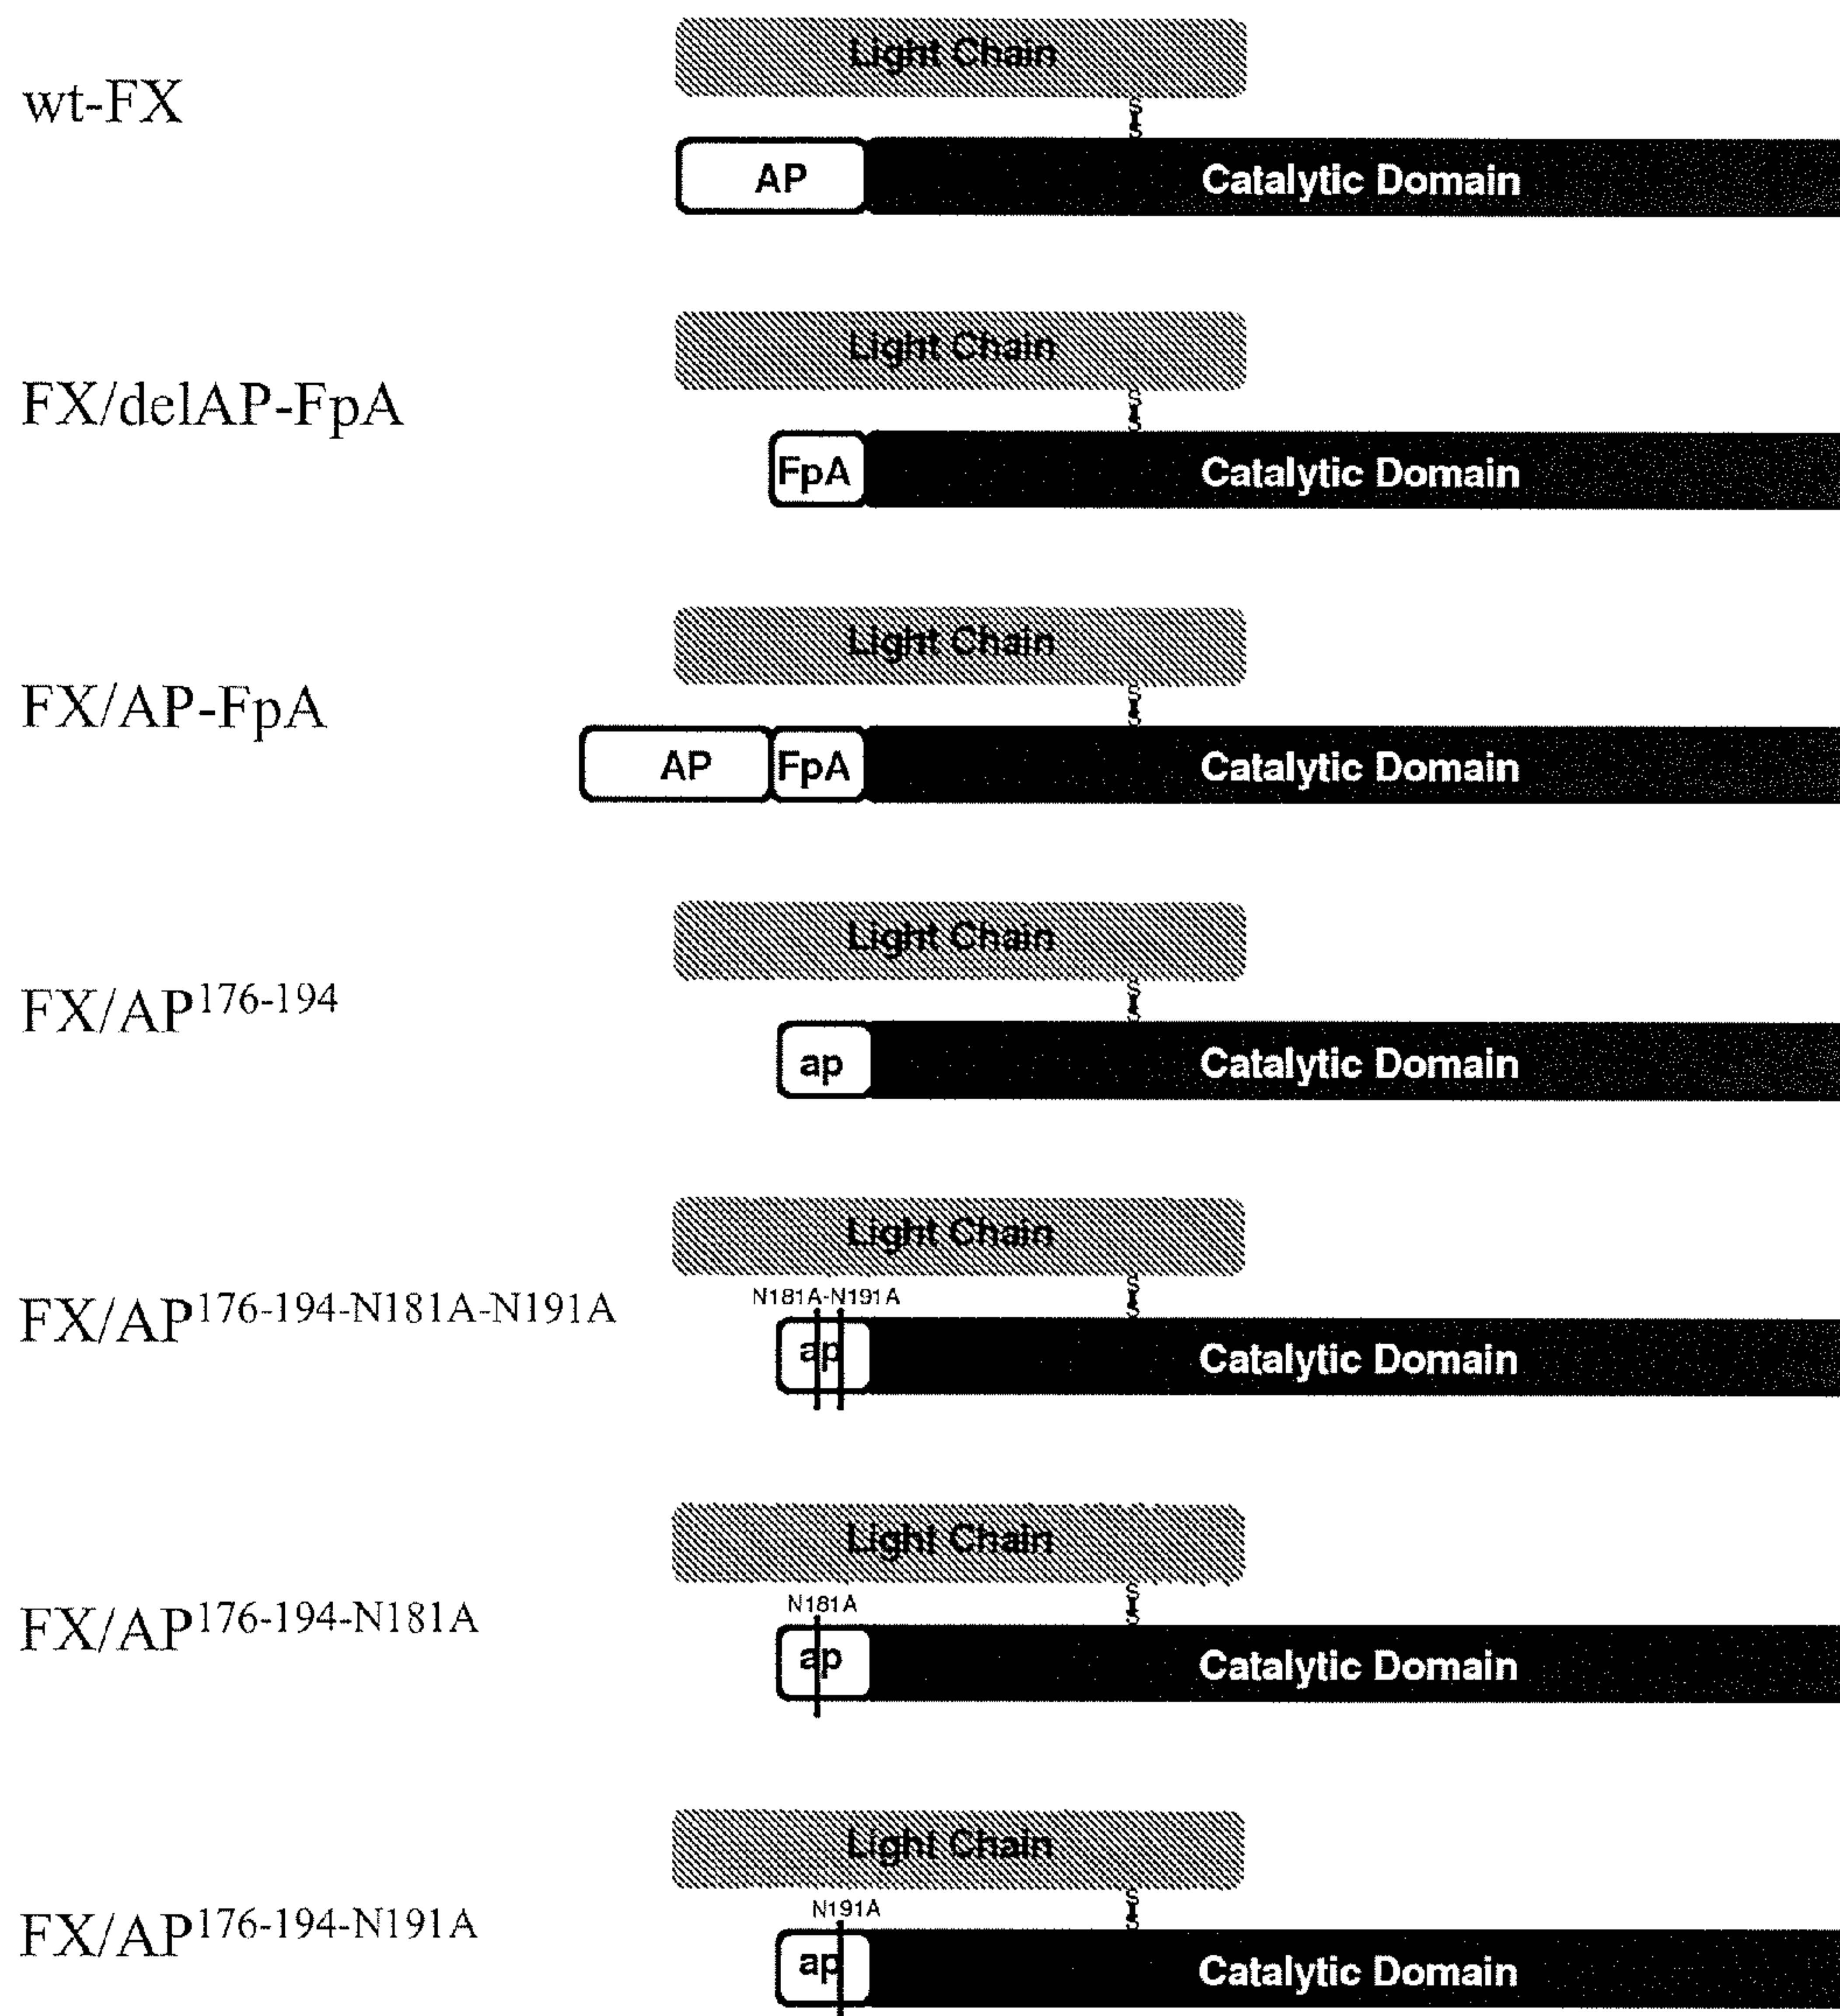 Light Chain
wt-FX
S
S
AP Catalytic Domain
Light Chain
FX/delAP-FpA
S
S
FpA Catalytic Domain
Light Chain
FX/AP-FpA
S
S
AP FpA Catalytic Domain
Light Chain
FX/AP176-194
S
S
ap Catalytic Domain
Light Chain
S
S
N181A-N191A
FX/AP176-194-N181A-N191A
ap Catalytic Domain
Light Chain
S
S
N181A
FX/AP176-194-N181A
ap Catalytic Domain
Light Chain
S
S
N191A
FX/AP176-194-N191A
ap Catalytic Domain